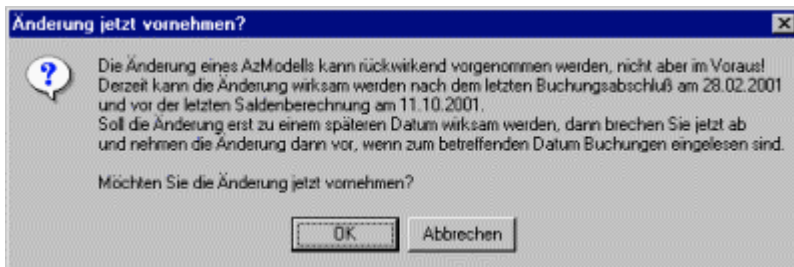 Änderung jetzt vornehmen?
Die Änderung eines AzModells kann rückwirkend vorgenommen werden, nicht aber im Voraus!
Derzeit kann die Änderung wirksam werden nach dem letzten Buchungsabschluß am 28.02.2001
und vor der letzten Saldenberechnung am 11.10.2001.
Soll die Änderung erst zu einem späteren Datum wirksam werden, dann brechen Sie jetzt ab
und nehmen die Änderung dann vor, wenn zum betreffenden Datum Buchungen eingelesen sind.
Möchten Sie die Änderung jetzt vornehmen?
OK Abbrechen